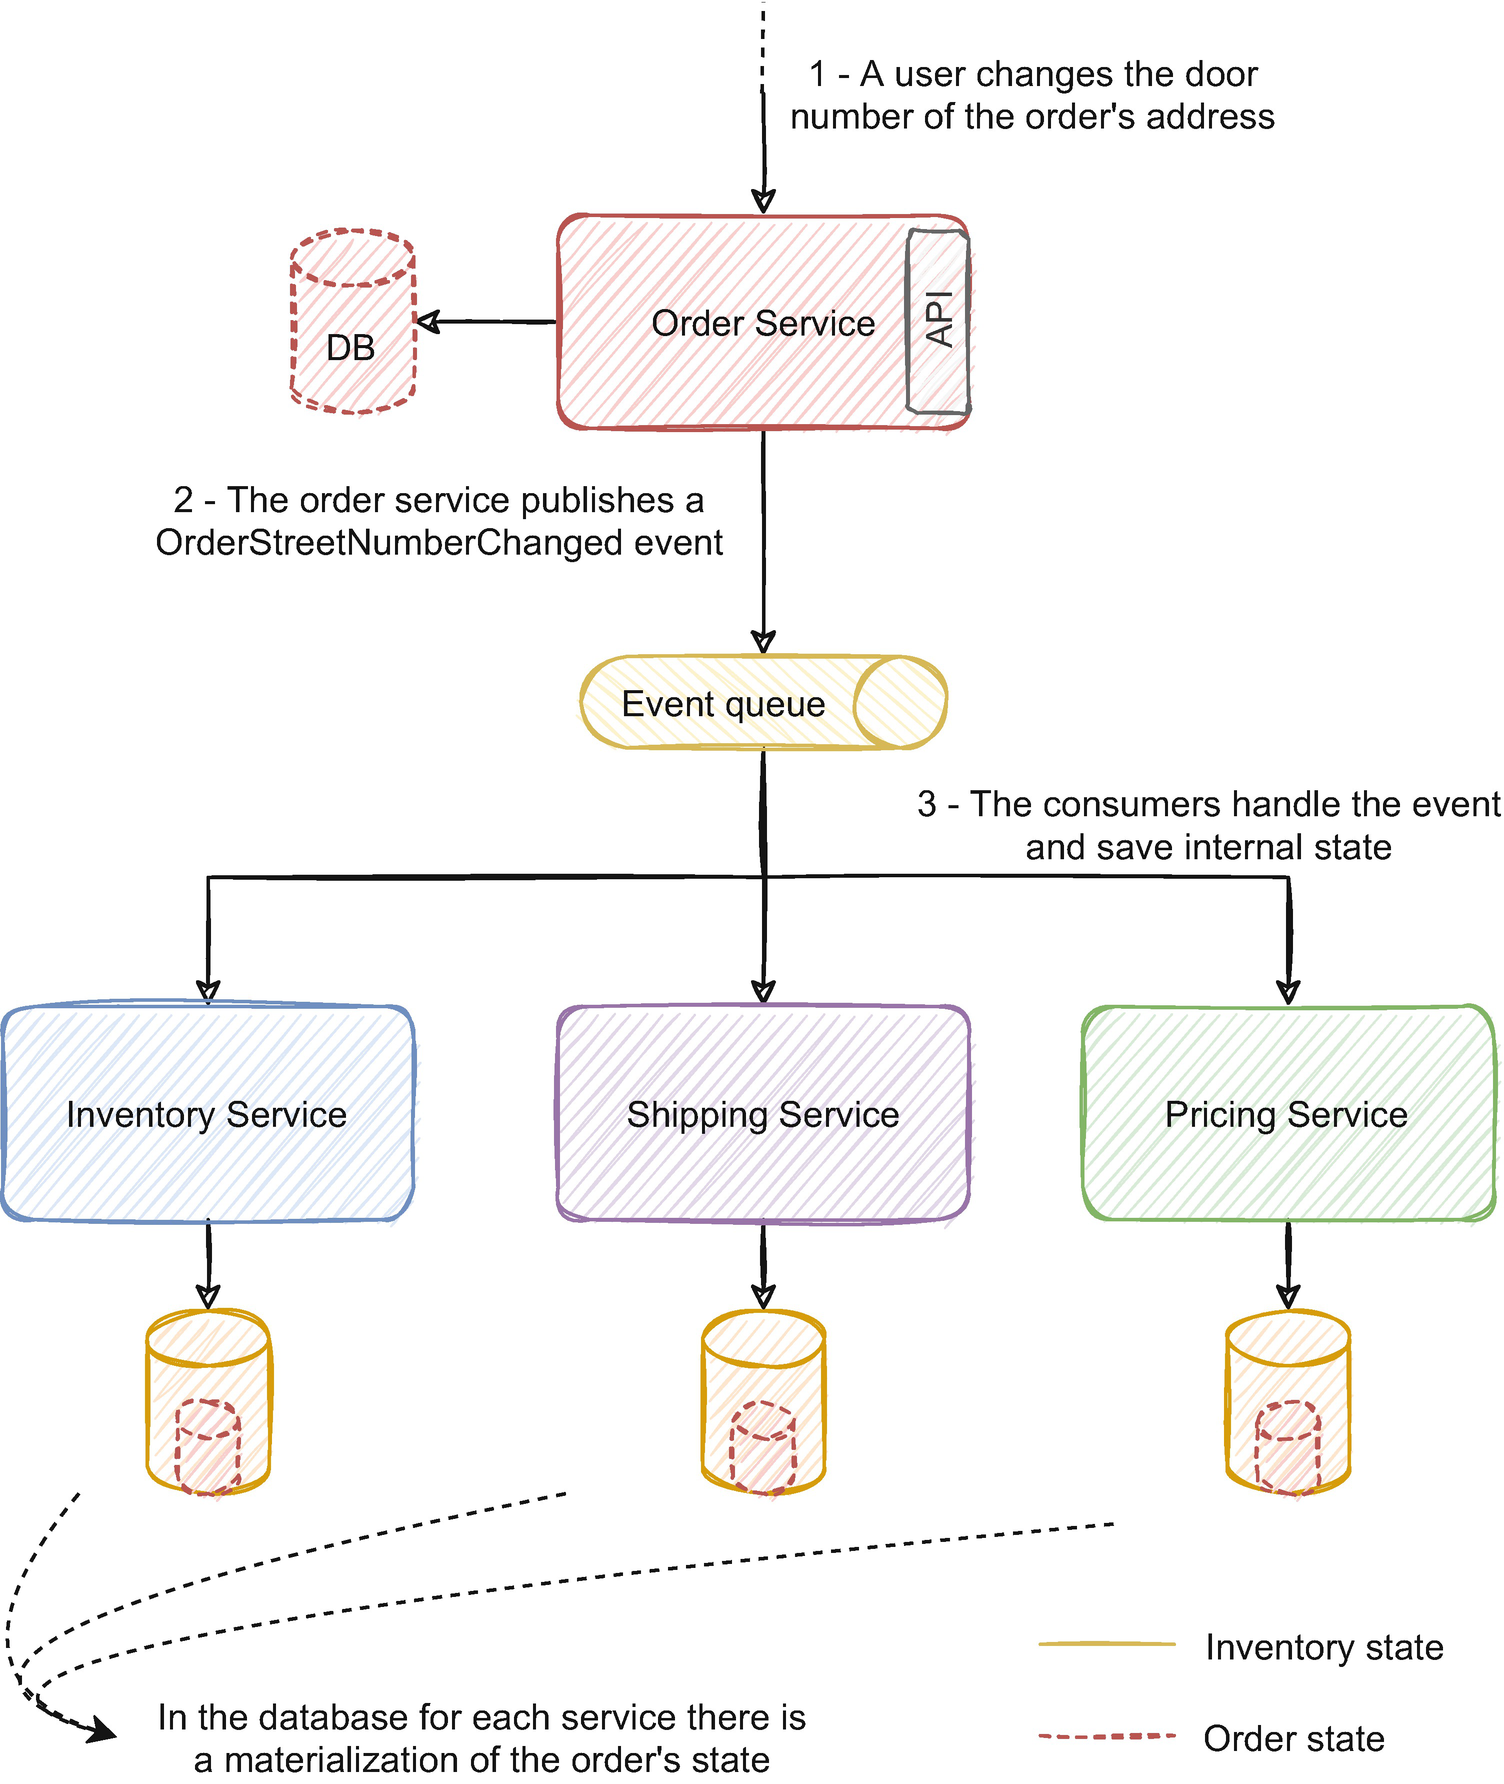 1 - A user changes the door
number of the order's address
DB
Order Service
API
2 - The order service publishes a
OrderStreetNumberChanged event
Event queue
3 - The consumers handle the event
and save internal state
Inventory Service
Shipping Service
Pricing Service
Inventory state
In the database for each service there is
a materialization of the order's state
Order state